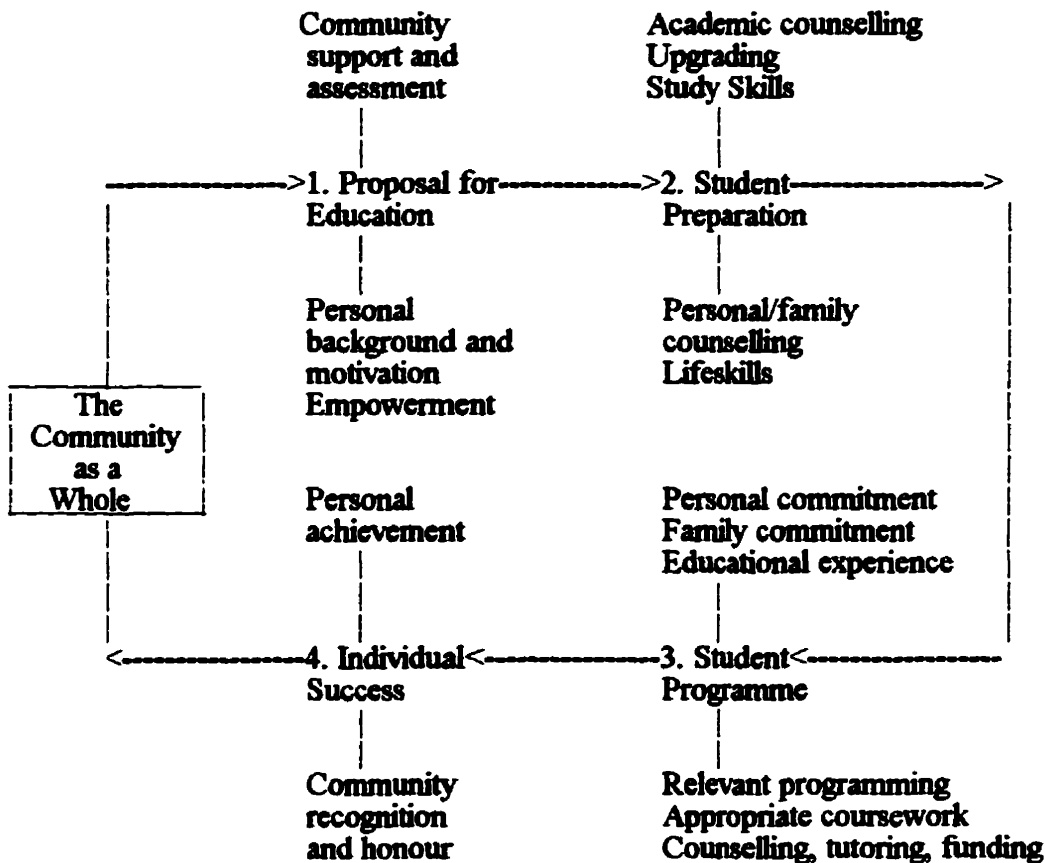 Community
support and
assessment
Academic counselling
Upgrading
Study Skills
1. Proposal for
Education
2. Student
Preparation
Personal
background and
motivation
Empowerment
Personal/family
counselling
Lifeskills
The
Community
as a
Whole
Personal
achievement
Personal commitment
Family commitment
Educational experience
4. Individual
Success
3. Student
Programme
Community
recognition
and honour
Relevant programming
Appropriate coursework
Counselling, tutoring, funding